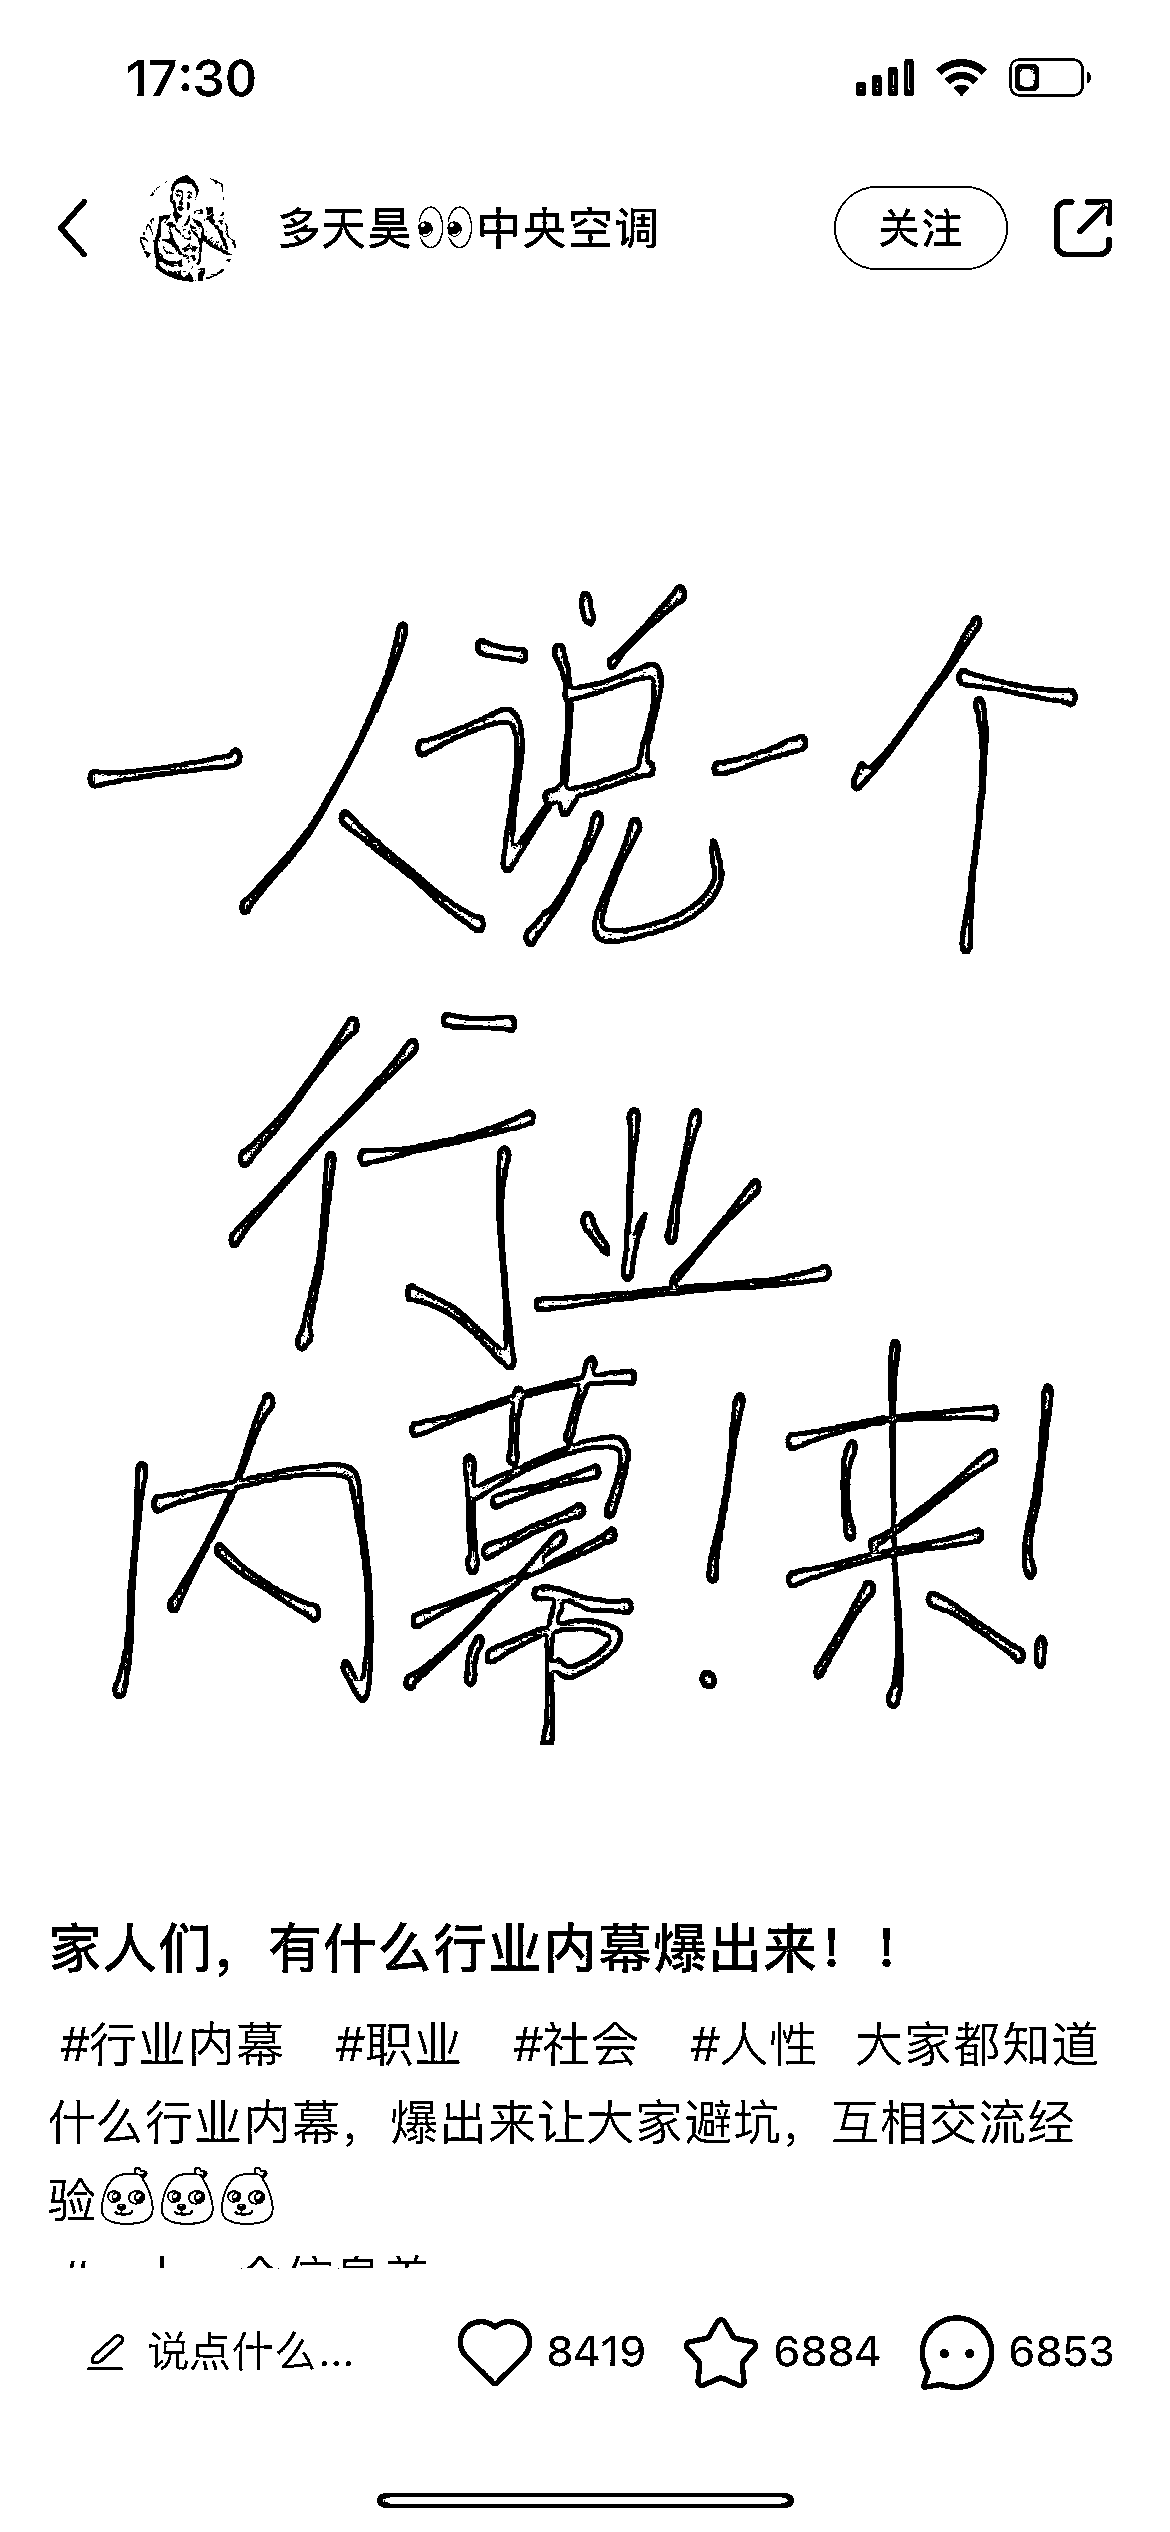 17:30
多天昊👀中央空调
关注
一人说一个
行业
内幕！来！
家人们，有什么行业内幕爆出来！！
#行业内幕 #职业 #社会 #人性 大家都知道
什么行业内幕，爆出来让大家避坑，互相交流经
验
说点什么... 8419 6884 6853